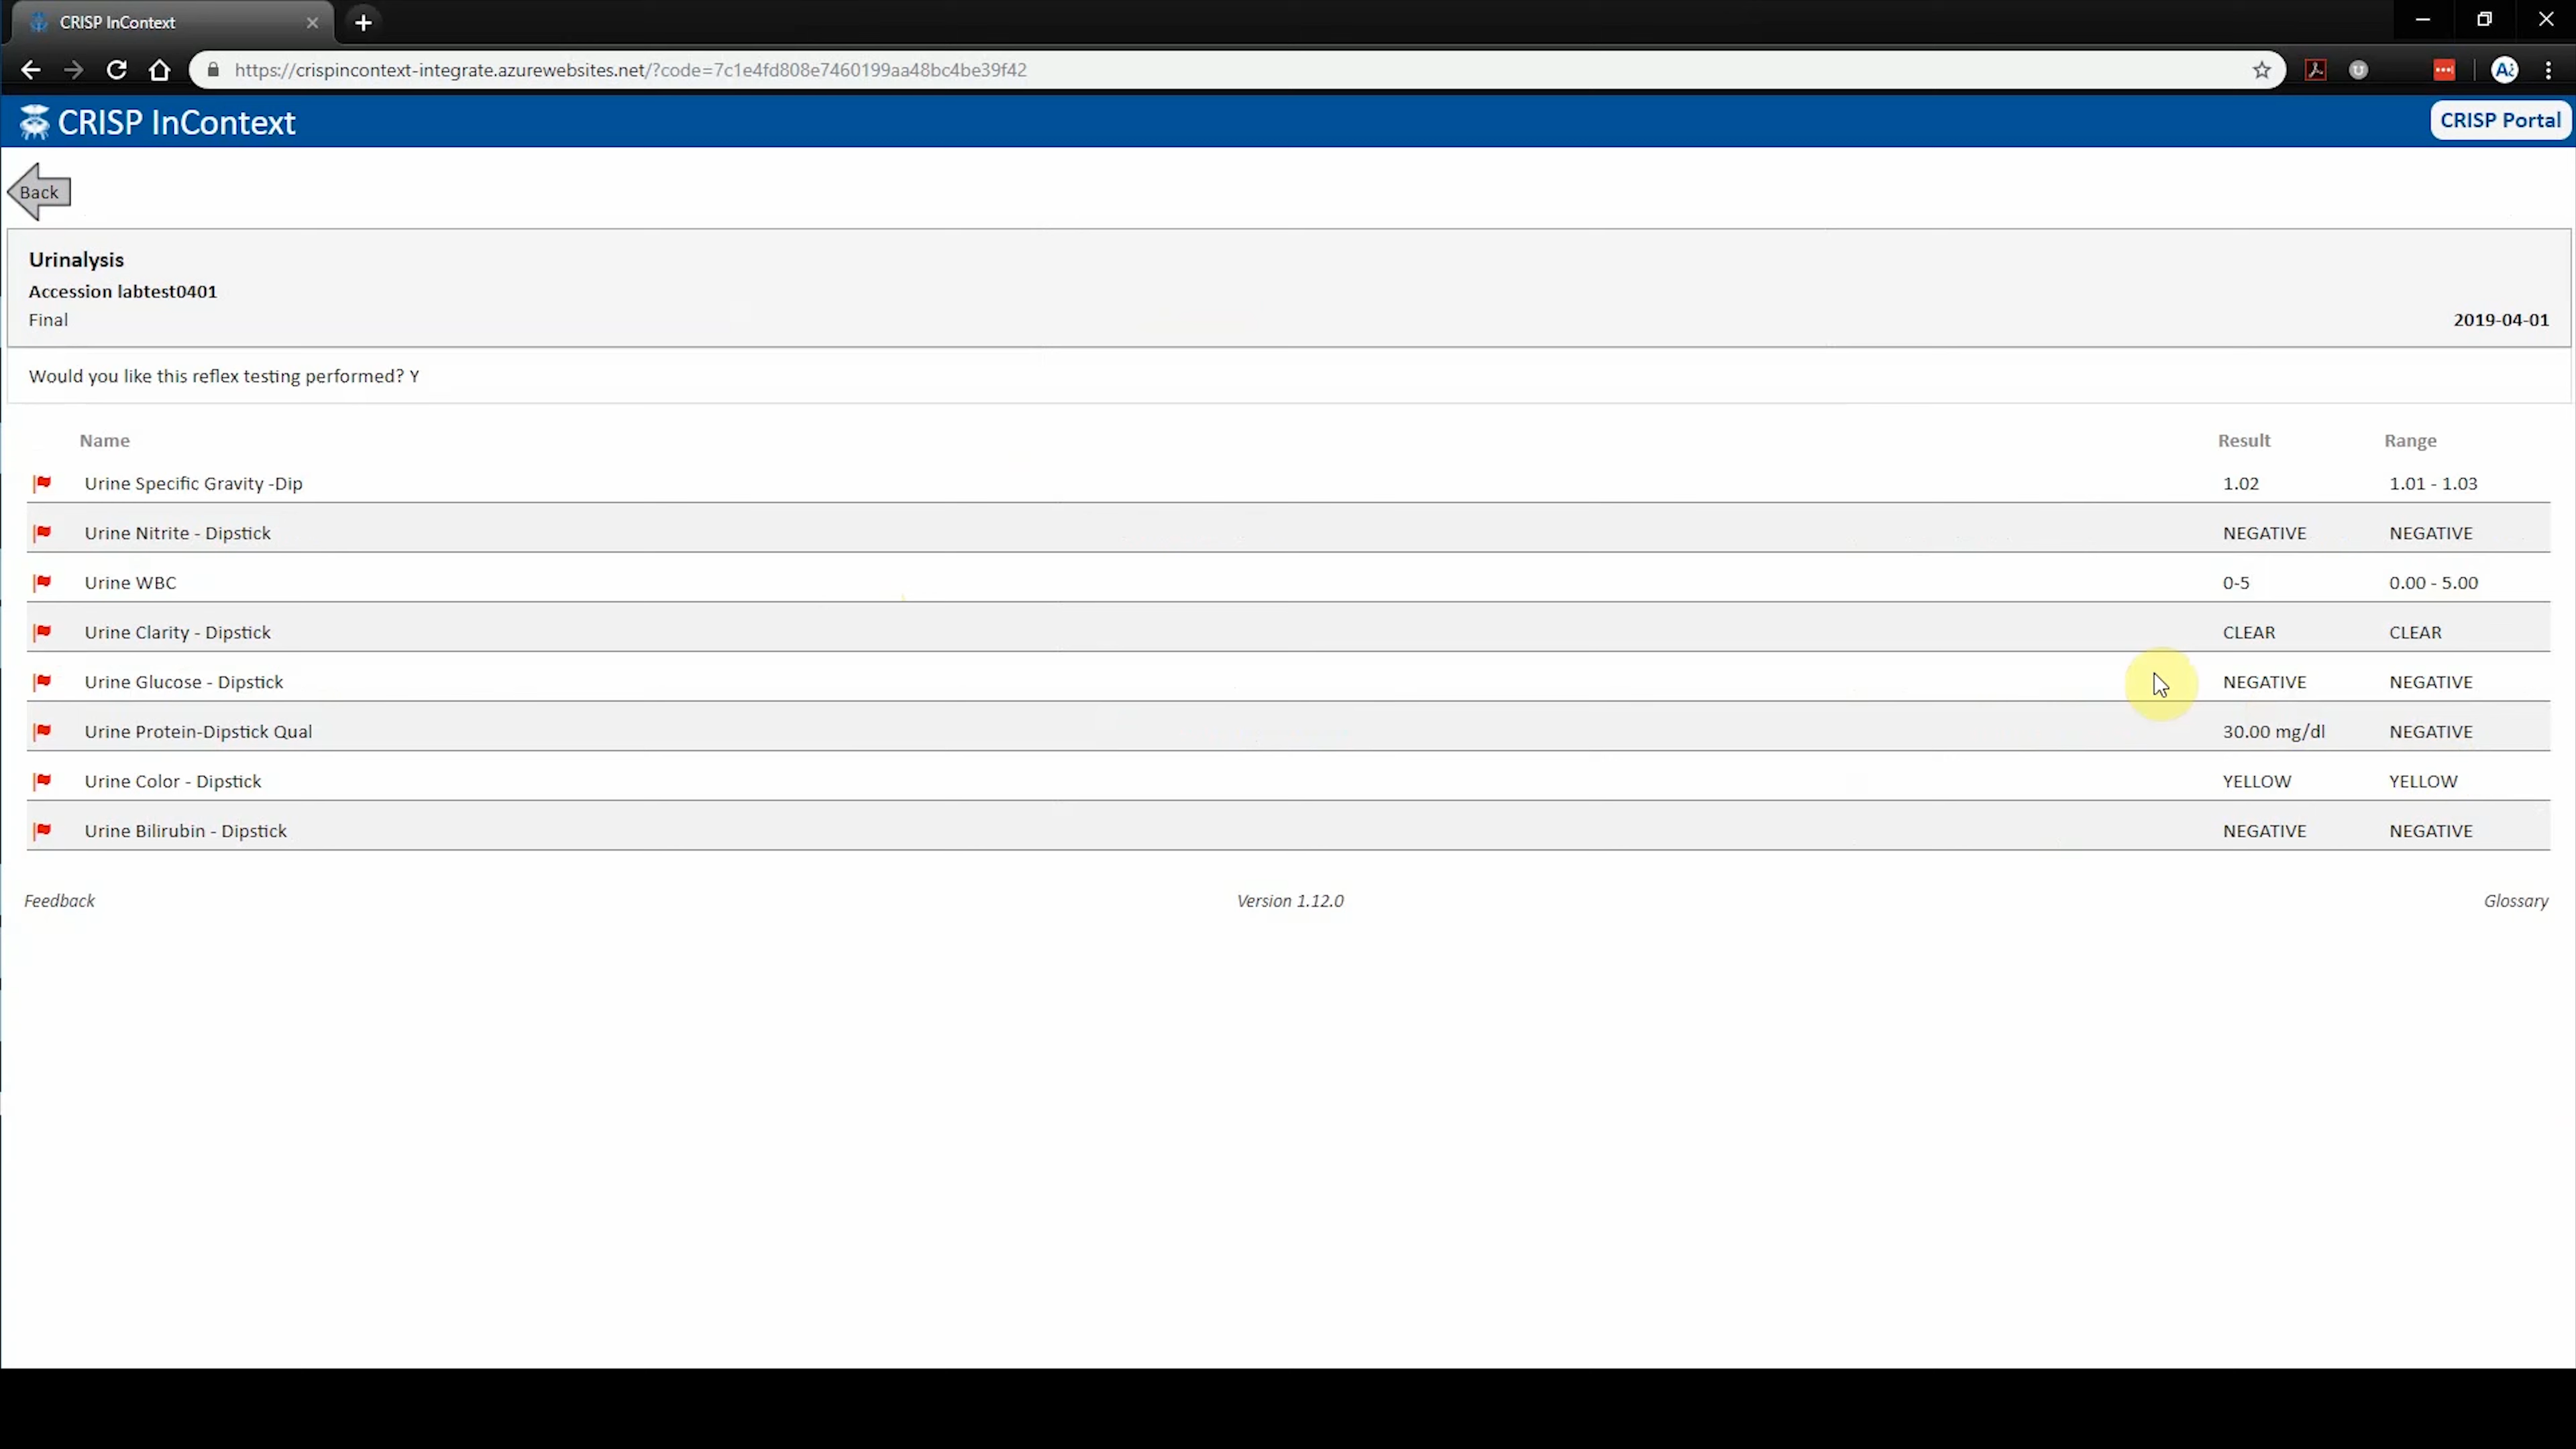 CRISP InContext
https://crispincontext-integrate.azurewebsites.net/?code=7c1e4fd808e7460199aa48bc4be39f42
CRISP InContext
CRISP Portal
Back
Urinalysis
Accession labtest0401
Final
2019-04-01
Would you like this reflex testing performed? Y
Name Result Range
Urine Specific Gravity -Dip 1.02 1.01 - 1.03
Urine Nitrite - Dipstick NEGATIVE NEGATIVE
Urine WBC 0-5 0.00 - 5.00
Urine Clarity - Dipstick CLEAR CLEAR
Urine Glucose - Dipstick NEGATIVE NEGATIVE
Urine Protein-Dipstick Qual 30.00 mg/dl NEGATIVE
Urine Color - Dipstick YELLOW YELLOW
Urine Bilirubin - Dipstick NEGATIVE NEGATIVE
Feedback Version 1.12.0 Glossary